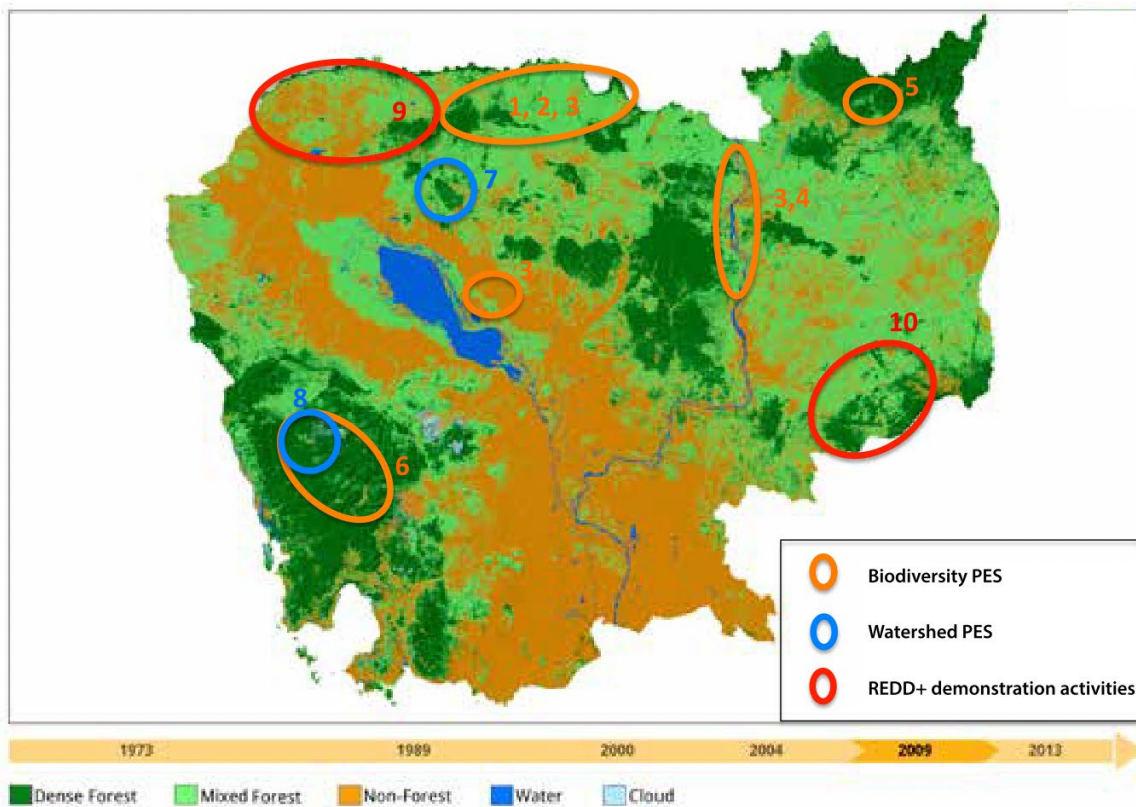 5
9
1, 2, 3
7
3,4
3
10
8
6
Biodiversity PES
Watershed PES
REDD+ demonstration activities
1973 1989 2000 2004 2009 2013
Dense Forest Mixed Forest Non-Forest Water Cloud